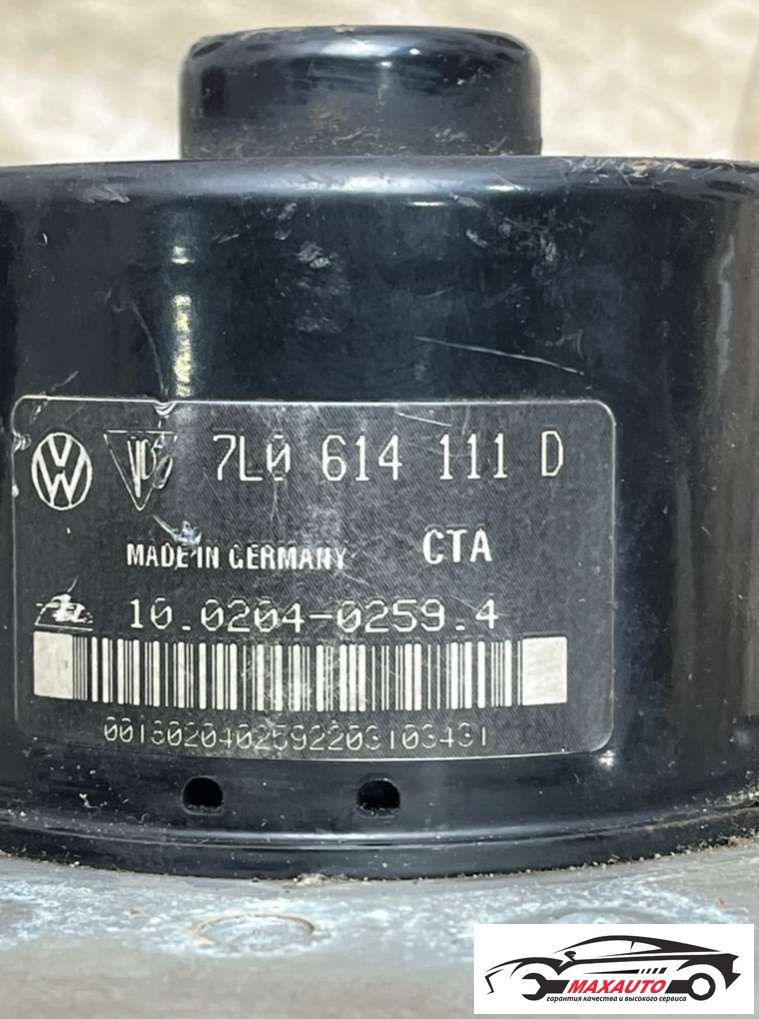 7L0 614 111 D
MADE IN GERMANY CTA
10.0204-0259.4
MAXAUTO
гарантия качества и высокого сервиса